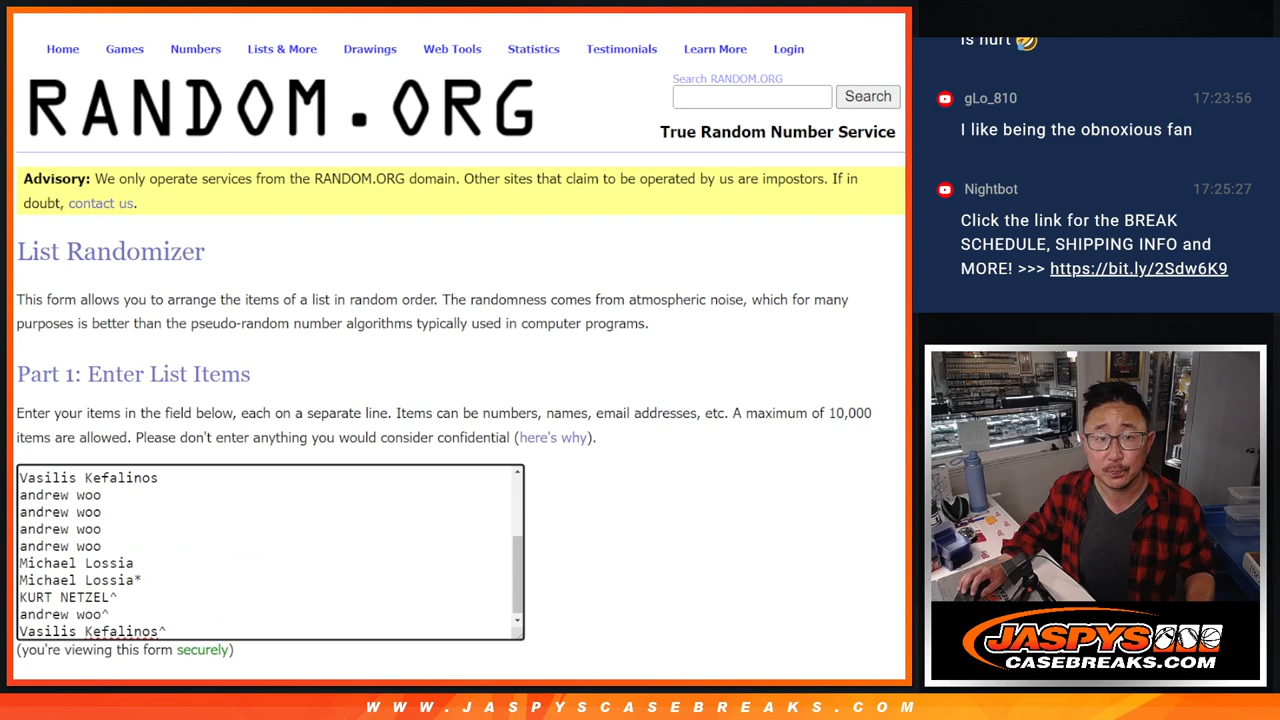 Home Games Numbers Lists & More Drawings Web Tools Statistics Testimonials Learn More Login
RANDOM.ORG
Search RANDOM.ORG
Search
True Random Number Service
Advisory: We only operate services from the RANDOM.ORG domain. Other sites that claim to be operated by us are impostors. If in
doubt, contact us.
List Randomizer
This form allows you to arrange the items of a list in random order. The randomness comes from atmospheric noise, which for many
purposes is better than the pseudo-random number algorithms typically used in computer programs.
Part 1: Enter List Items
Enter your items in the field below, each on a separate line. Items can be numbers, names, email addresses, etc. A maximum of 10,000
items are allowed. Please don't enter anything you would consider confidential (here's why).
Vasilis Kefalinos
andrew woo
andrew woo
andrew woo
andrew woo
Michael Lossia
Michael Lossia*
KURT NETZEL^
andrew woo^
Vasilis Kefalinos^
(you're viewing this form securely)
is hurt 🤣
gLo_810 17:23:56
I like being the obnoxious fan
Nightbot 17:25:27
Click the link for the BREAK
SCHEDULE, SHIPPING INFO and
MORE! >>> https://bit.ly/2Sdw6K9
JASPYS
CASEBREAKS.COM
WWW.JASPYSCASEBREAKS.COM